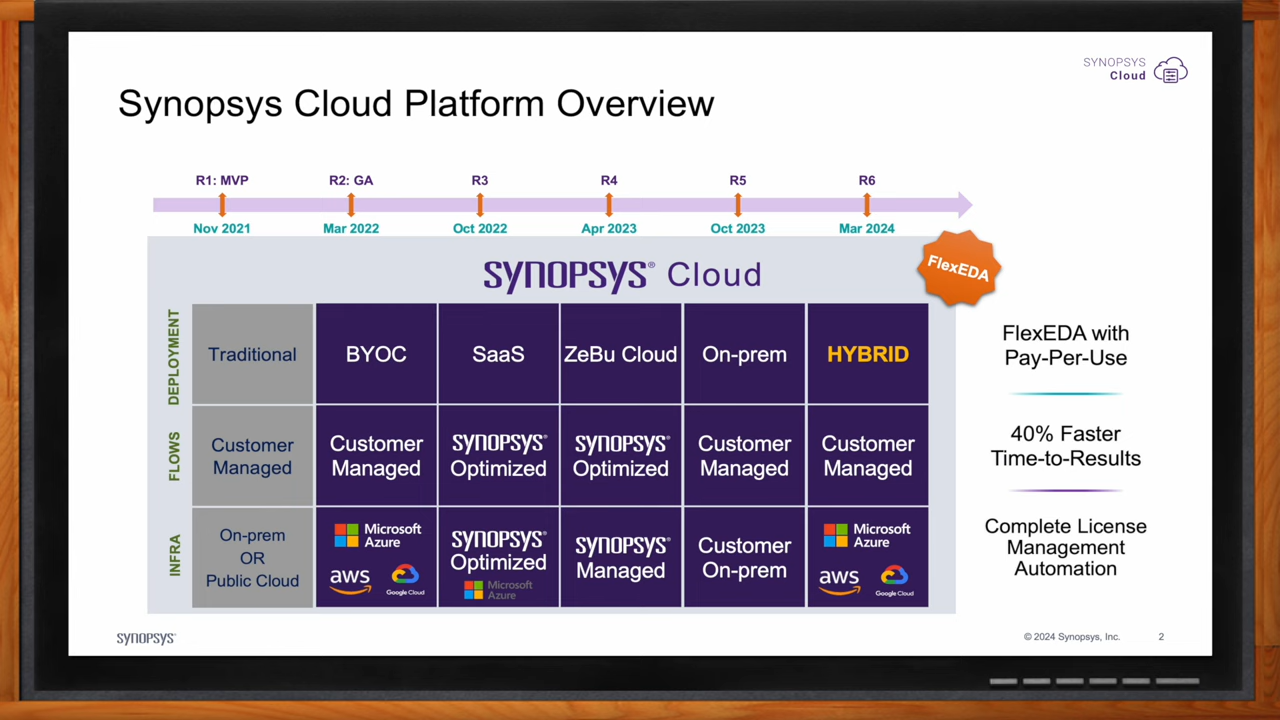 SYNOPSYS
Cloud
Synopsys Cloud Platform Overview
R1: MVP
R2: GA
R3
R4
R5
R6
Nov 2021
Mar 2022
Oct 2022
Apr 2023
Oct 2023
Mar 2024
SYNOPSYS® Cloud
FlexEDA
DEPLOYMENT
Traditional
BYOC
SaaS
ZeBu Cloud
On-prem
HYBRID
FLOWS
Customer
Managed
Customer
Managed
SYNOPSYS®
Optimized
SYNOPSYS®
Optimized
Customer
Managed
Customer
Managed
INFRA
On-prem
OR
Public Cloud
Microsoft
Azure
aws
Google Cloud
SYNOPSYS®
Optimized
Microsoft
Azure
SYNOPSYS®
Managed
Customer
On-prem
Microsoft
Azure
aws
Google Cloud
FlexEDA with
Pay-Per-Use
40% Faster
Time-to-Results
Complete License
Management
Automation
SYNOPSYS®
© 2024 Synopsys, Inc.
2